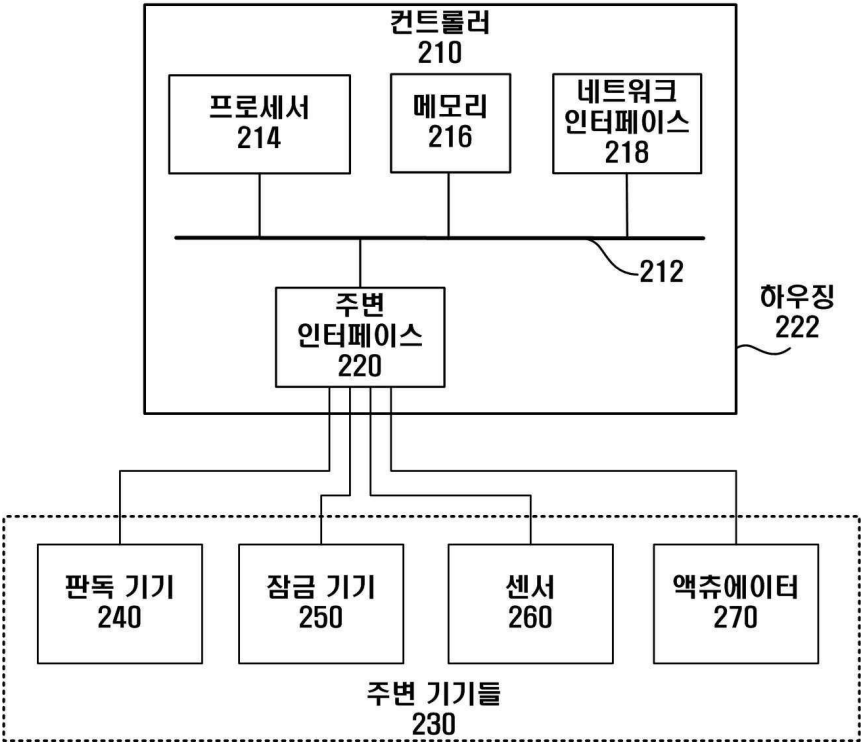 컨트롤러
210
프로세서
214
메모리
216
네트워크
인터페이스
218
212
주변
인터페이스
220
하우징
222
판독 기기
240
잠금 기기
250
센서
260
액츄에이터
270
주변 기기들
230